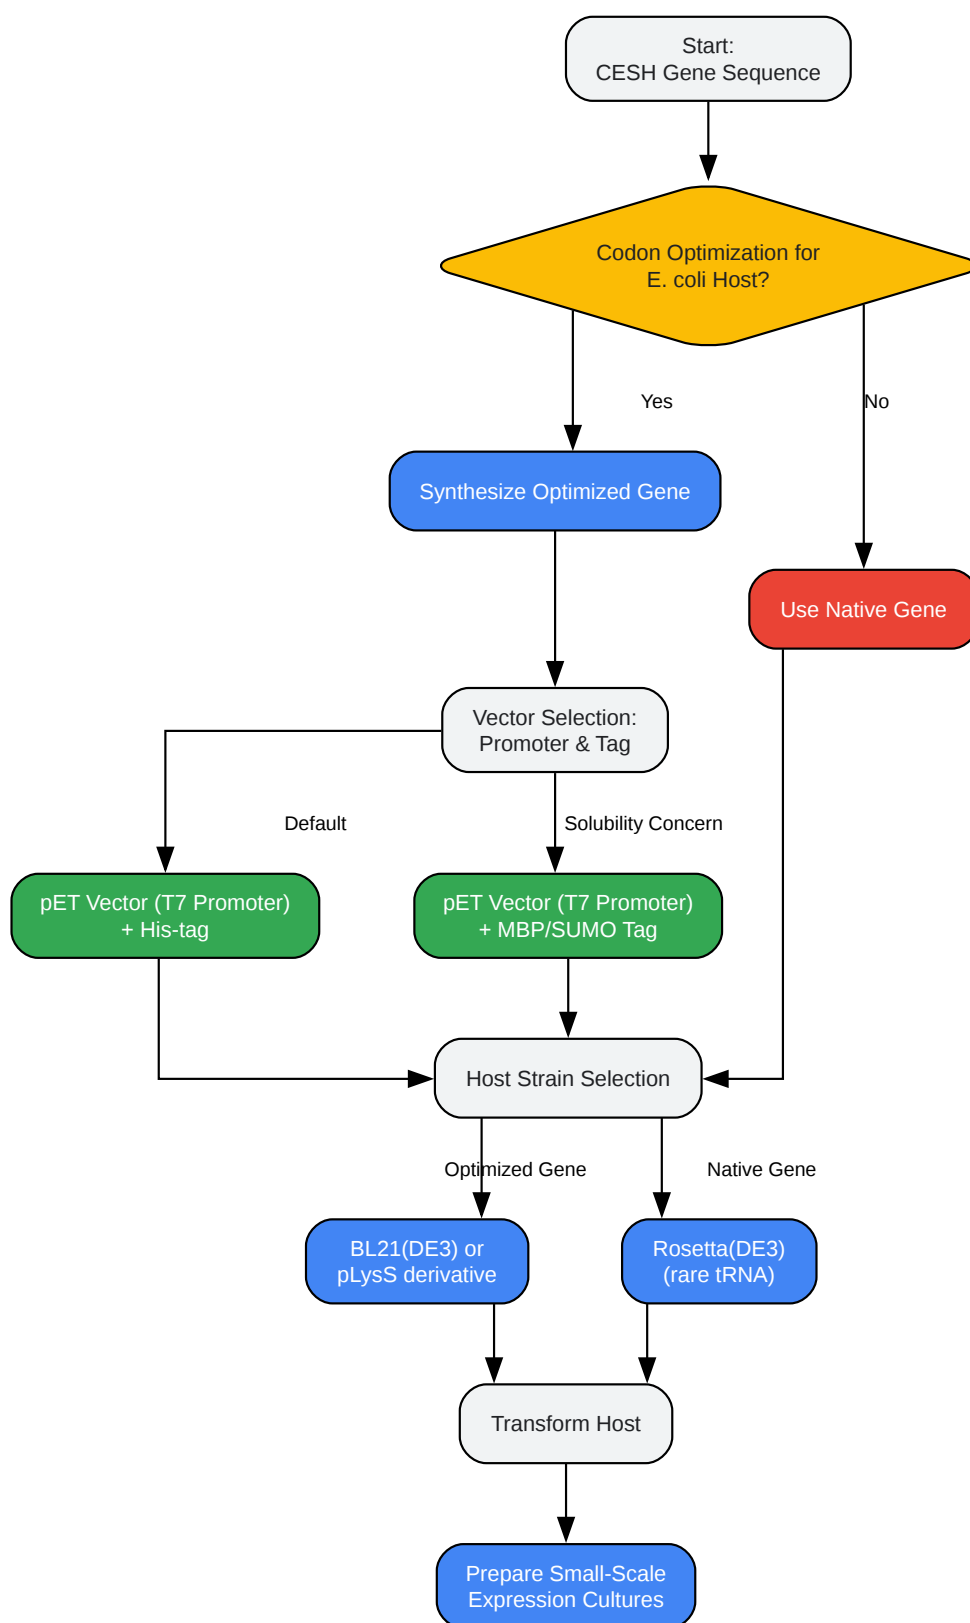 Start:
CESH Gene Sequence
Codon Optimization for
E. coli Host?
Yes
No
Synthesize Optimized Gene
Use Native Gene
Vector Selection:
Promoter & Tag
Default
Solubility Concern
pET Vector (T7 Promoter)
+ His-tag
pET Vector (T7 Promoter)
+ MBP/SUMO Tag
Host Strain Selection
Optimized Gene
Native Gene
BL21(DE3) or
pLysS derivative
Rosetta(DE3)
(rare tRNA)
Transform Host
Prepare Small-Scale
Expression Cultures